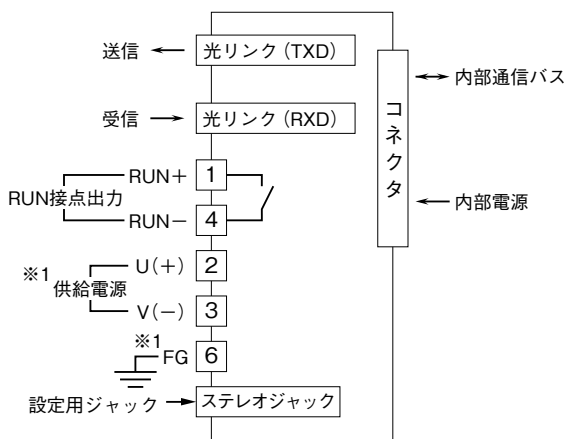 送信
光リンク（TXD）
内部通信バス
受信
光リンク（RXD）
コネクタ
RUN＋
1
RUN接点出力
内部電源
RUN－
4
U（＋）
2
※1
供給電源
V（－）
3
※1
FG
6
設定用ジャック
ステレオジャック